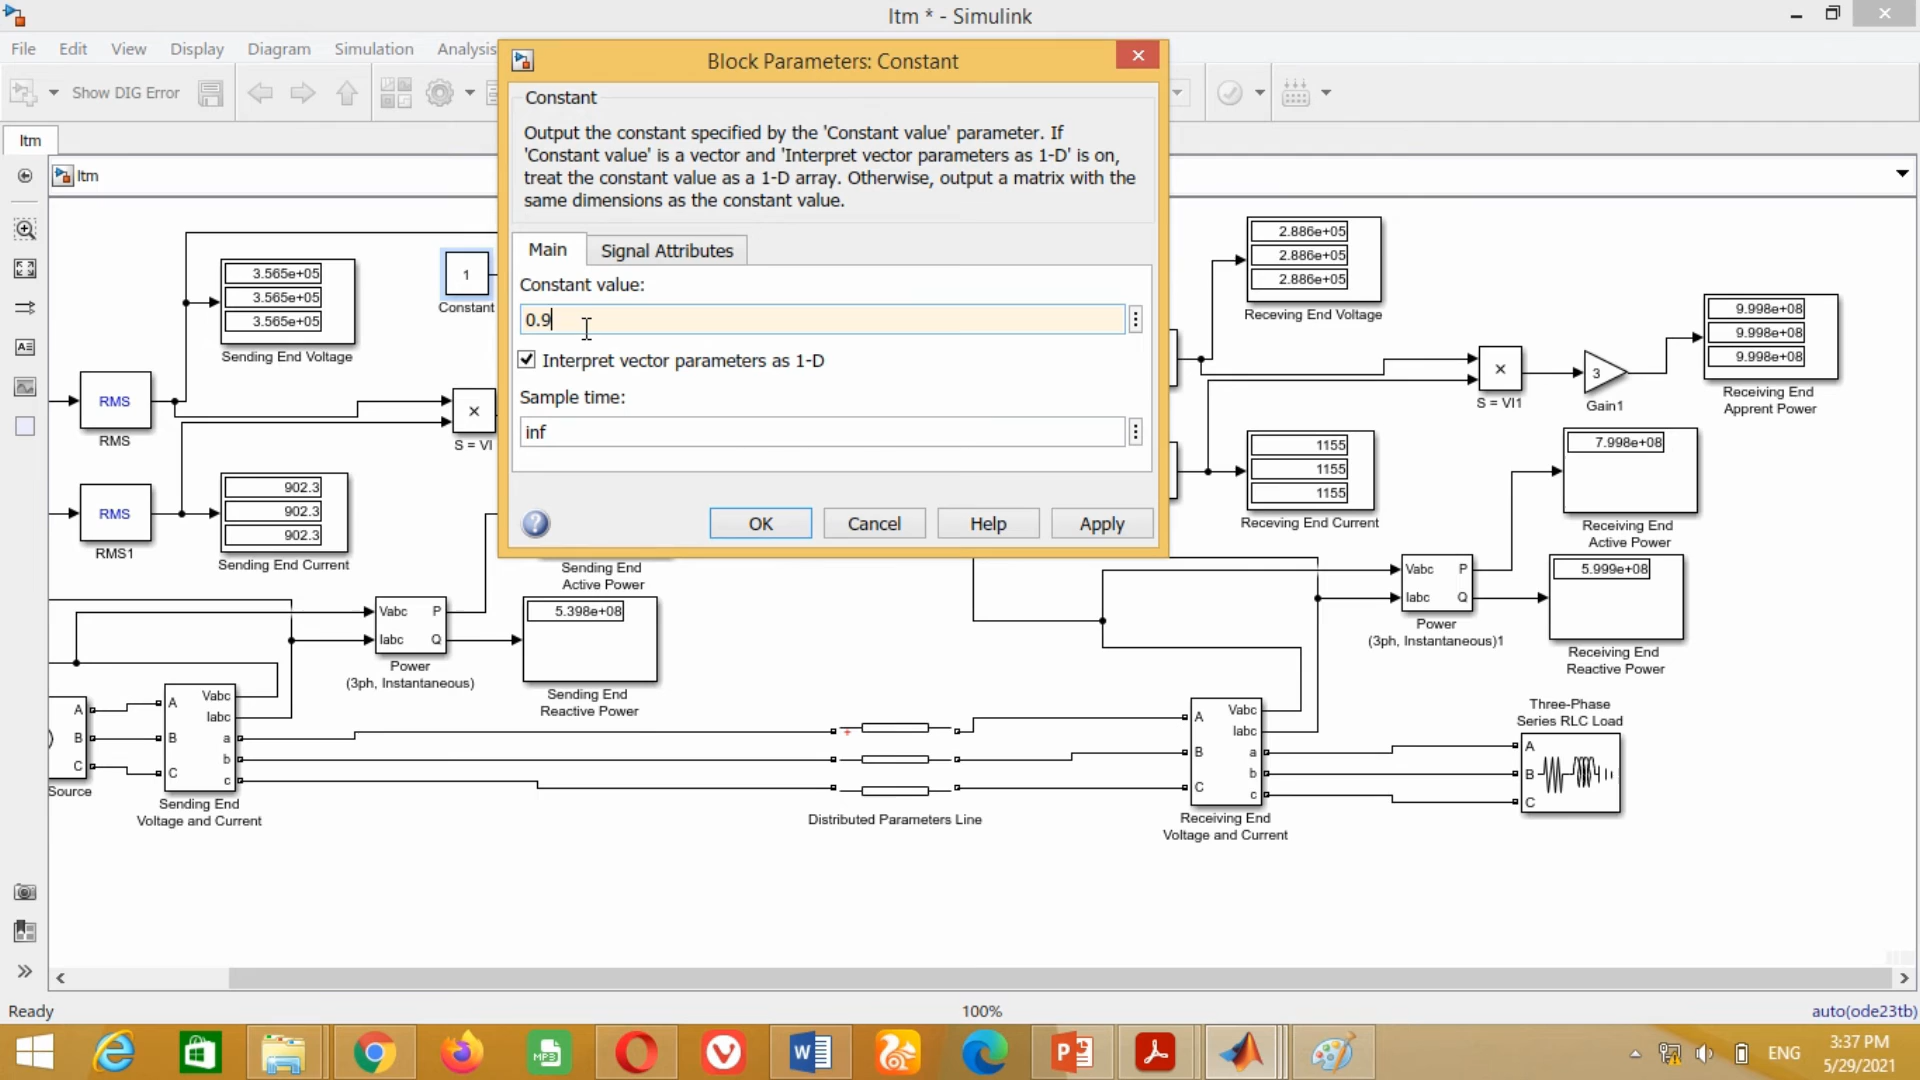 ltm * - Simulink
File Edit View Display Diagram Simulation Analysis
Show DIG Error
ltm
ltm
Block Parameters: Constant
Constant
Output the constant specified by the 'Constant value' parameter. If
'Constant value' is a vector and 'Interpret vector parameters as 1-D' is on,
treat the constant value as a 1-D array. Otherwise, output a matrix with the
same dimensions as the constant value.
Main
Signal Attributes
Constant value:
0.9
Interpret vector parameters as 1-D
Sample time:
inf
OK
Cancel
Help
Apply
3.565e+05
3.565e+05
3.565e+05
Sending End Voltage
1
Constant
RMS
RMS
×
S = VI
902.3
902.3
902.3
Sending End Current
RMS
RMS1
Sending End
Active Power
Vabc P
Iabc Q
Power
(3ph, Instantaneous)
5.398e+08
Sending End
Reactive Power
2.886e+05
2.886e+05
2.886e+05
Receving End Voltage
×
S = VI1
3
Gain1
9.998e+08
9.998e+08
9.998e+08
Receiving End
Apprent Power
1155
1155
1155
Receving End Current
7.998e+08
Receiving End
Active Power
Vabc P
Iabc Q
Power
(3ph, Instantaneous)1
5.999e+08
Receiving End
Reactive Power
A
B
C
Source
Vabc
A Iabc
B a
b
C c
Sending End
Voltage and Current
+
Distributed Parameters Line
Vabc
A Iabc
B a
b
C c
Receiving End
Voltage and Current
Three-Phase
Series RLC Load
A
B
C
Ready
100%
auto(ode23tb)
MP3
ENG
3:37 PM
5/29/2021